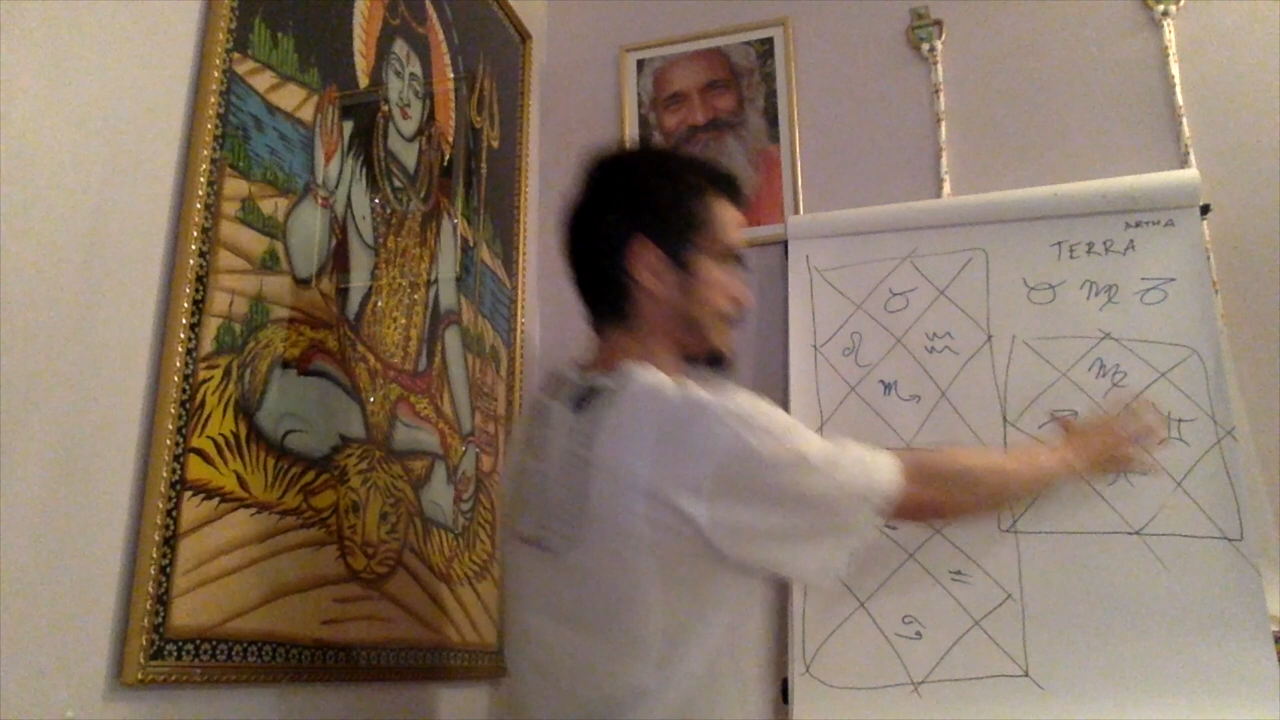 ARTHA
TERRA
♉ ♍ ♑
♉
♌ ♒
♏
♍
♐ ♊
♓
♊
♋